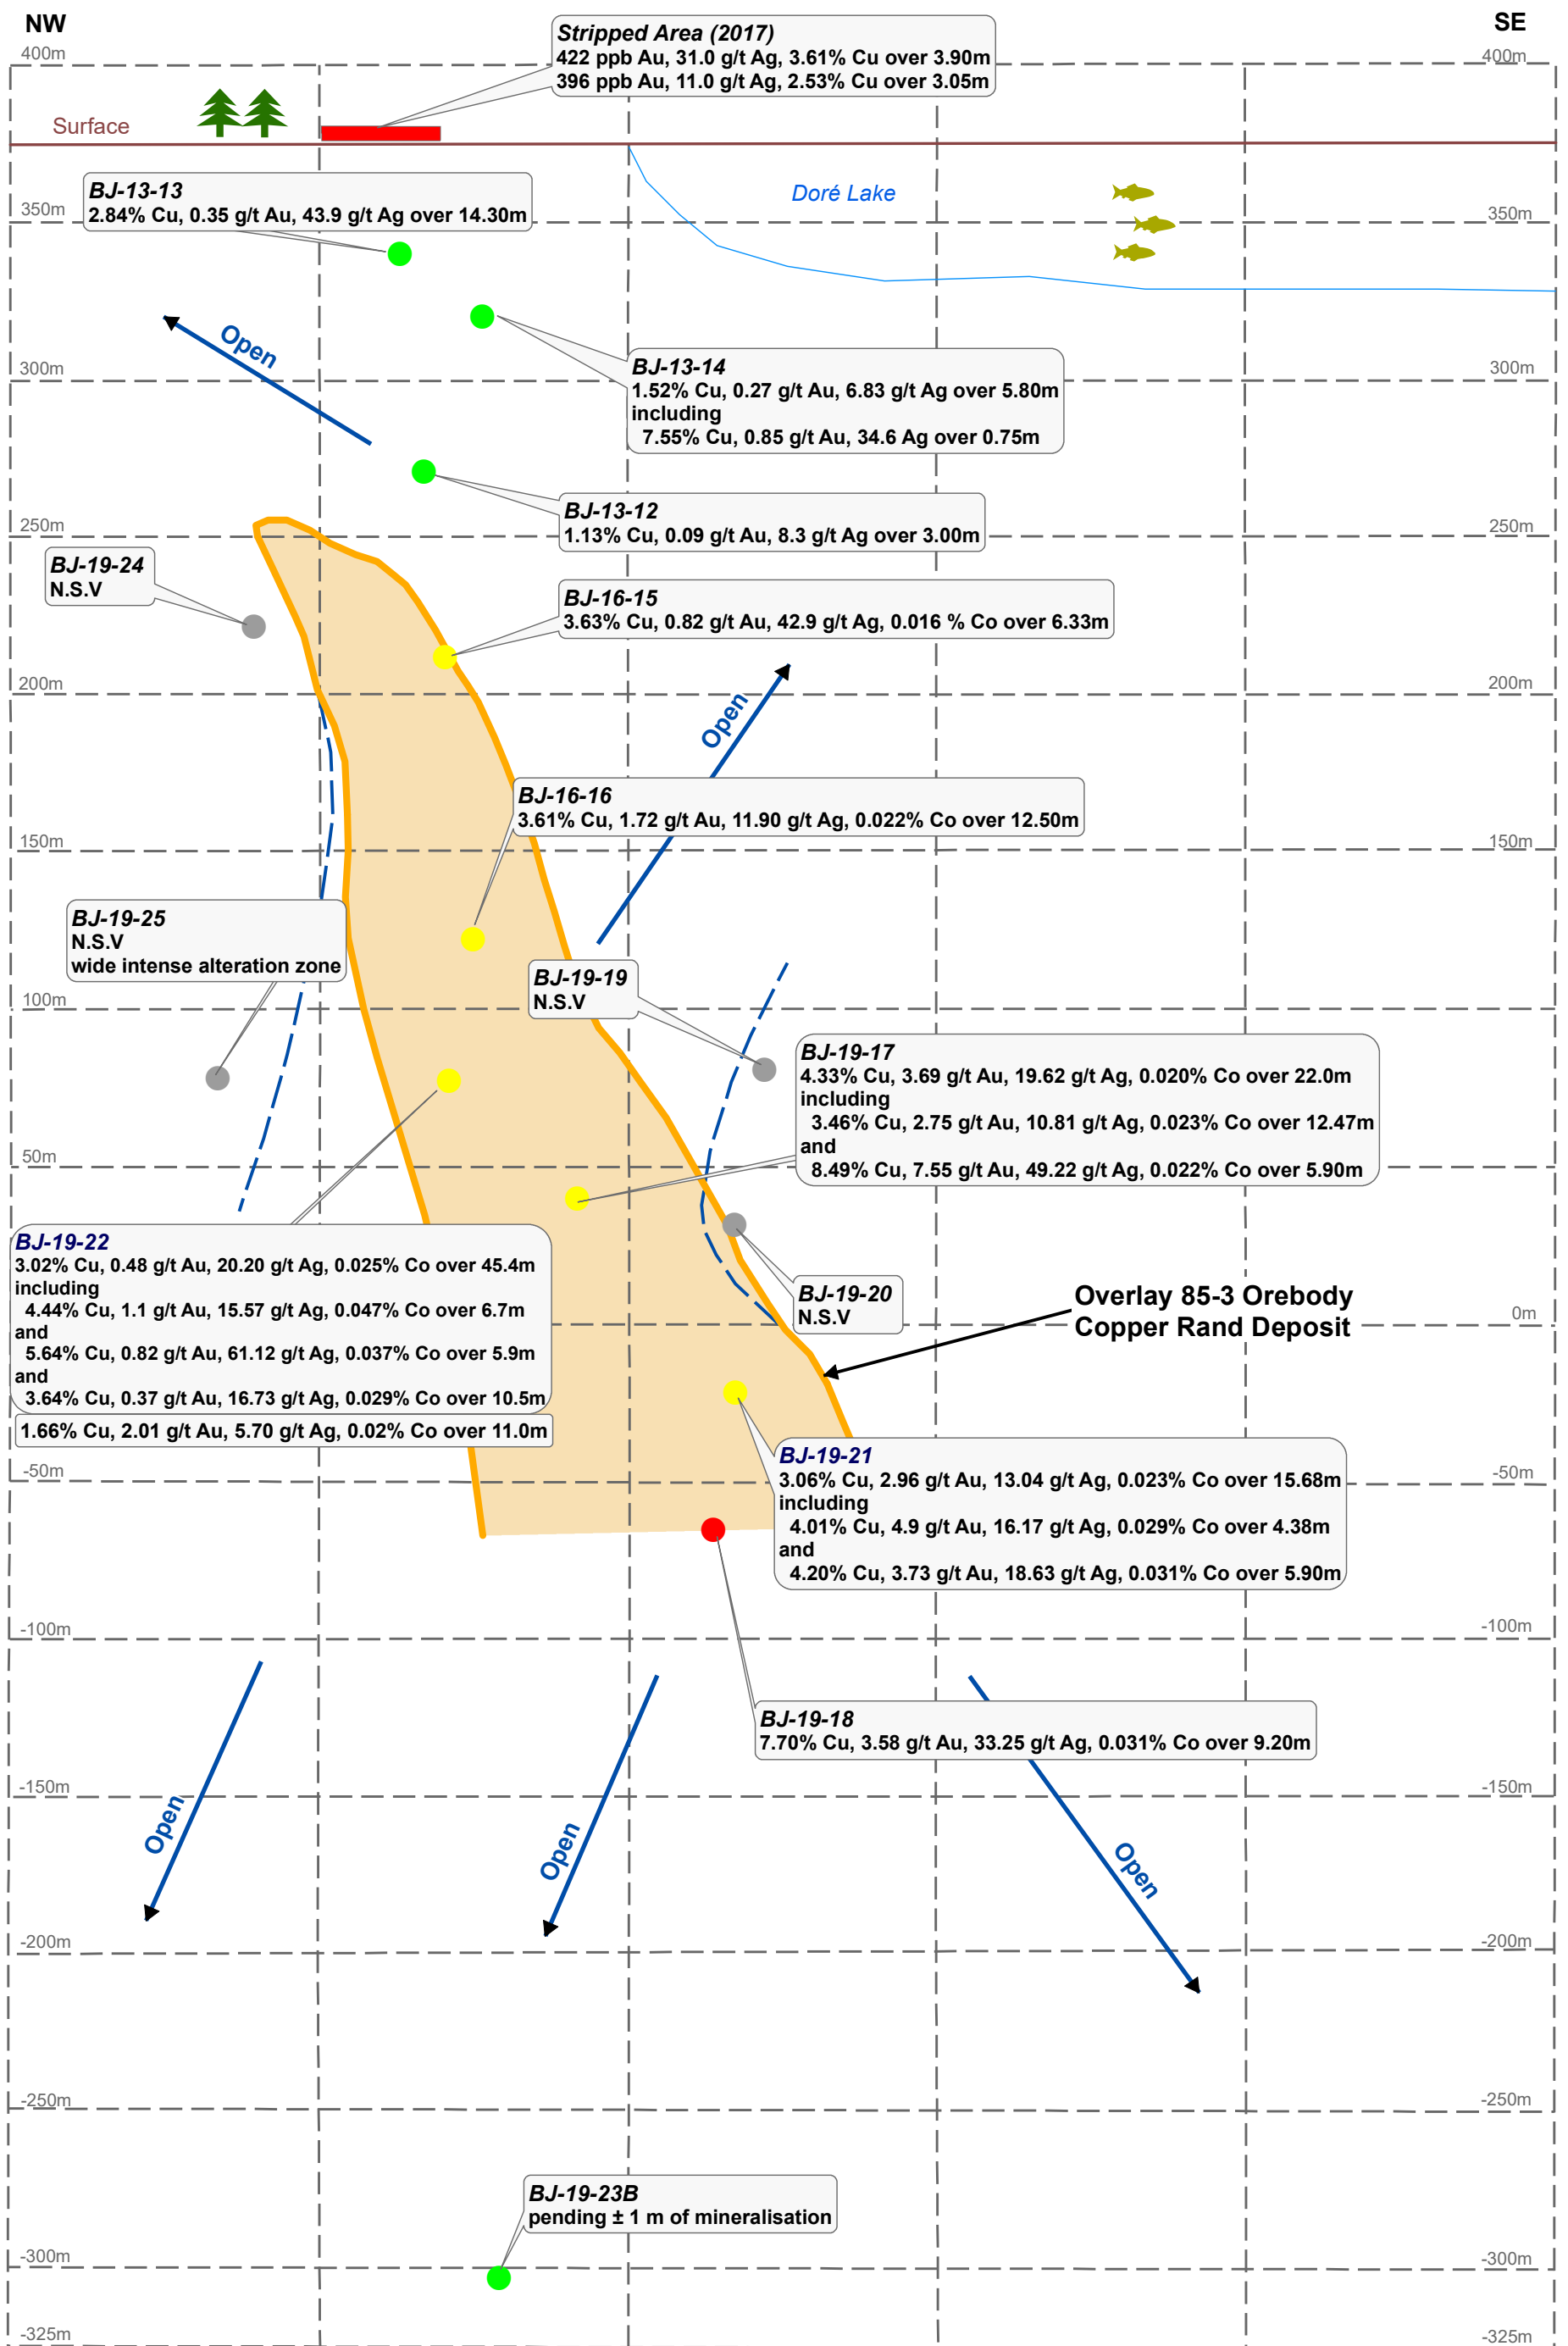 NW
SE
400m
400m
Stripped Area (2017)
422 ppb Au, 31.0 g/t Ag, 3.61% Cu over 3.90m
396 ppb Au, 11.0 g/t Ag, 2.53% Cu over 3.05m
Surface
BJ-13-13
2.84% Cu, 0.35 g/t Au, 43.9 g/t Ag over 14.30m
Doré Lake
350m
350m
Open
BJ-13-14
1.52% Cu, 0.27 g/t Au, 6.83 g/t Ag over 5.80m
including
7.55% Cu, 0.85 g/t Au, 34.6 Ag over 0.75m
300m
300m
BJ-13-12
1.13% Cu, 0.09 g/t Au, 8.3 g/t Ag over 3.00m
250m
250m
BJ-19-24
N.S.V
BJ-16-15
3.63% Cu, 0.82 g/t Au, 42.9 g/t Ag, 0.016 % Co over 6.33m
200m
200m
Open
BJ-16-16
3.61% Cu, 1.72 g/t Au, 11.90 g/t Ag, 0.022% Co over 12.50m
150m
150m
BJ-19-25
N.S.V
wide intense alteration zone
BJ-19-19
N.S.V
100m
100m
BJ-19-17
4.33% Cu, 3.69 g/t Au, 19.62 g/t Ag, 0.020% Co over 22.0m
including
3.46% Cu, 2.75 g/t Au, 10.81 g/t Ag, 0.023% Co over 12.47m
and
8.49% Cu, 7.55 g/t Au, 49.22 g/t Ag, 0.022% Co over 5.90m
50m
50m
BJ-19-22
3.02% Cu, 0.48 g/t Au, 20.20 g/t Ag, 0.025% Co over 45.4m
including
4.44% Cu, 1.1 g/t Au, 15.57 g/t Ag, 0.047% Co over 6.7m
and
5.64% Cu, 0.82 g/t Au, 61.12 g/t Ag, 0.037% Co over 5.9m
and
3.64% Cu, 0.37 g/t Au, 16.73 g/t Ag, 0.029% Co over 10.5m
1.66% Cu, 2.01 g/t Au, 5.70 g/t Ag, 0.02% Co over 11.0m
BJ-19-20
N.S.V
Overlay 85-3 Orebody
Copper Rand Deposit
0m
BJ-19-21
3.06% Cu, 2.96 g/t Au, 13.04 g/t Ag, 0.023% Co over 15.68m
including
4.01% Cu, 4.9 g/t Au, 16.17 g/t Ag, 0.029% Co over 4.38m
and
4.20% Cu, 3.73 g/t Au, 18.63 g/t Ag, 0.031% Co over 5.90m
-50m
-50m
-100m
-100m
BJ-19-18
7.70% Cu, 3.58 g/t Au, 33.25 g/t Ag, 0.031% Co over 9.20m
-150m
-150m
Open
Open
Open
-200m
-200m
-250m
-250m
BJ-19-23B
pending ± 1 m of mineralisation
-300m
-300m
-325m
-325m